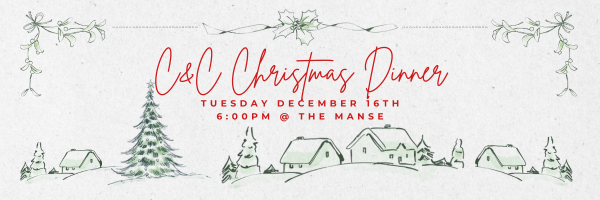 C&C Christmas Dinner
TUESDAY DECEMBER 16TH
6:00PM @ THE MANSE